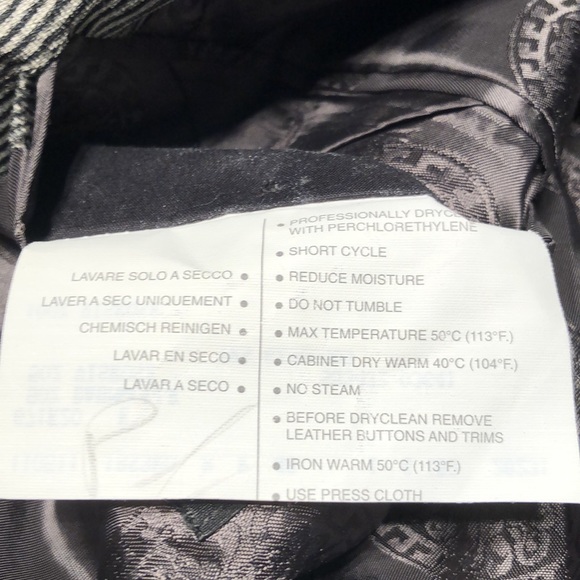 LAVARE SOLO A SECCO •
LAVER A SEC UNIQUEMENT •
CHEMISCH REINIGEN •
LAVAR EN SECO •
LAVAR A SECO •
• PROFESSIONALLY
WITH PERCHLORETHYLENE
• SHORT CYCLE
• REDUCE MOISTURE
• DO NOT TUMBLE
• MAX TEMPERATURE 50°C (113°F.)
• CABINET DRY WARM 40°C (104°F.)
• NO STEAM
• BEFORE DRYCLEAN REMOVE
LEATHER BUTTONS AND TRIMS
• IRON WARM 50°C (113°F.)
• USE PRESS CLOTH